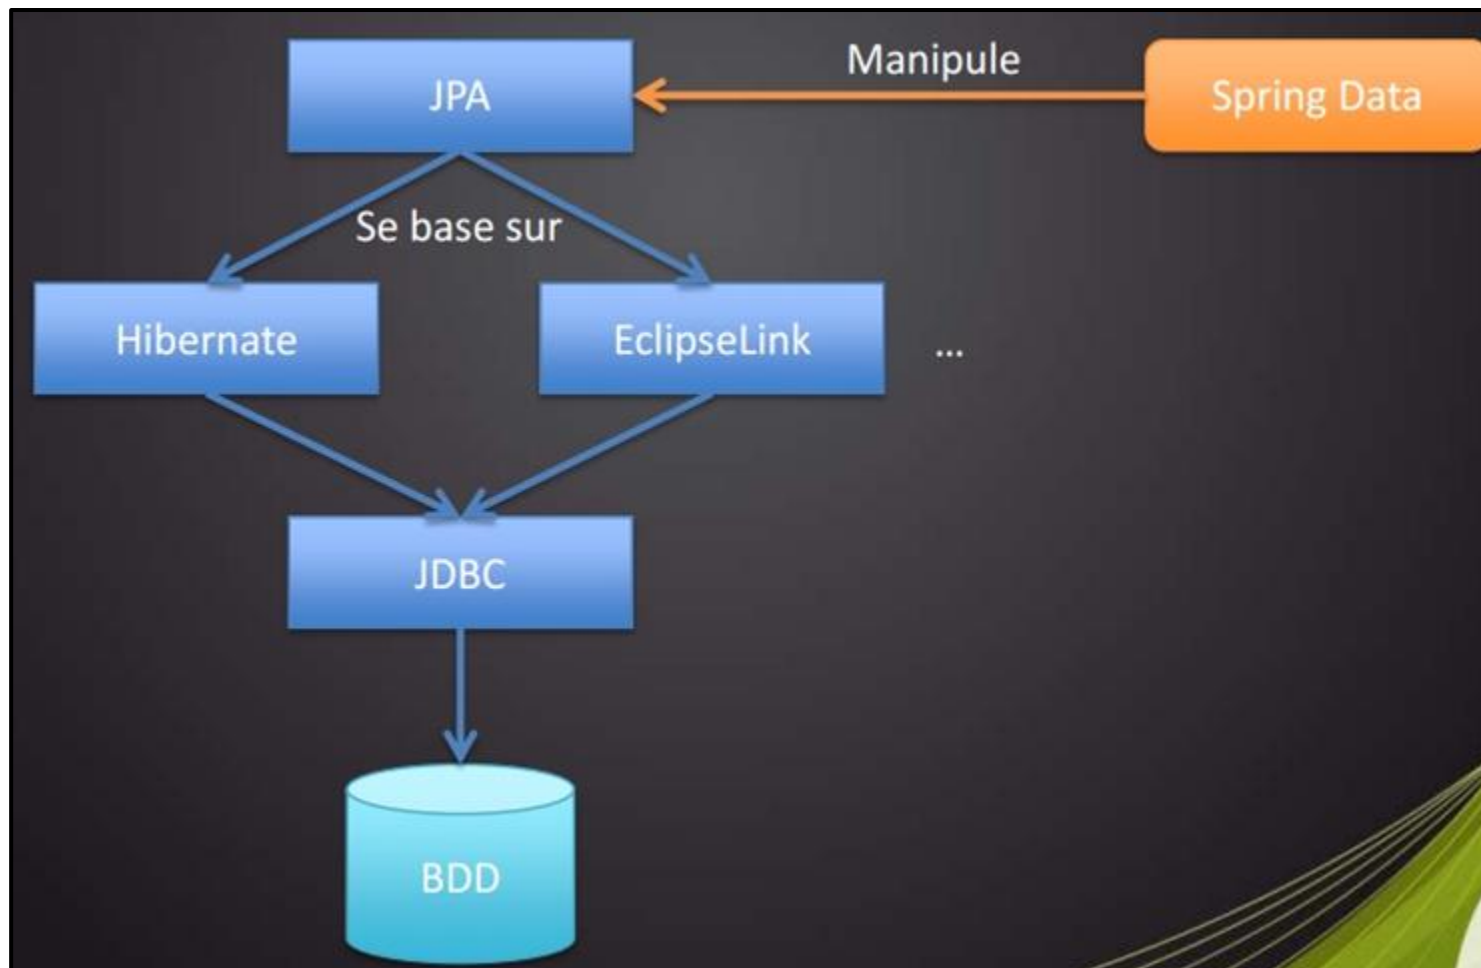 Manipule
JPA
Spring Data
Se base sur
Hibernate
EclipseLink
...
JDBC
BDD